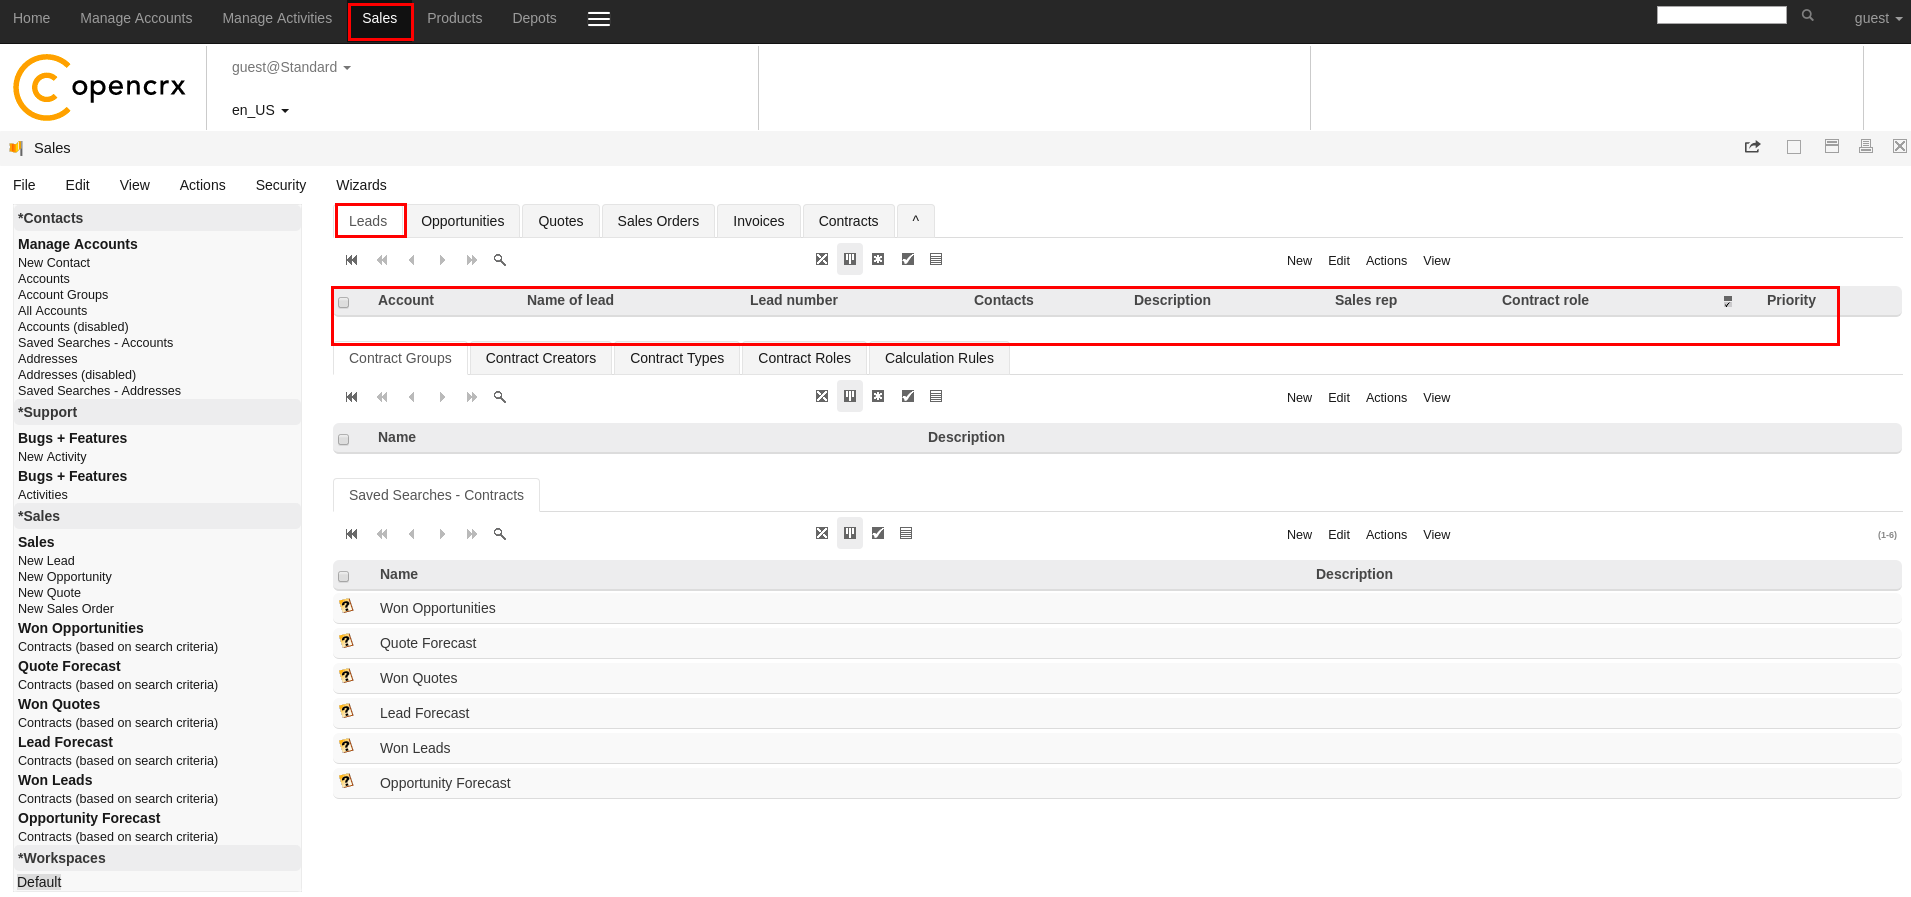 Home Manage Accounts Manage Activities Sales Products Depots guest
opencrx
guest@Standard
en_US
Sales
File Edit View Actions Security Wizards
*Contacts
Manage Accounts
New Contact
Accounts
Account Groups
All Accounts
Accounts (disabled)
Saved Searches - Accounts
Addresses
Addresses (disabled)
Saved Searches - Addresses
*Support
Bugs + Features
New Activity
Bugs + Features
Activities
*Sales
Sales
New Lead
New Opportunity
New Quote
New Sales Order
Won Opportunities
Contracts (based on search criteria)
Quote Forecast
Contracts (based on search criteria)
Won Quotes
Contracts (based on search criteria)
Lead Forecast
Contracts (based on search criteria)
Won Leads
Contracts (based on search criteria)
Opportunity Forecast
Contracts (based on search criteria)
*Workspaces
Default
Leads Opportunities Quotes Sales Orders Invoices Contracts ^
New Edit Actions View
Account Name of lead Lead number Contacts Description Sales rep Contract role Priority
Contract Groups Contract Creators Contract Types Contract Roles Calculation Rules
New Edit Actions View
Name Description
Saved Searches - Contracts
New Edit Actions View (1-6)
Name Description
Won Opportunities
Quote Forecast
Won Quotes
Lead Forecast
Won Leads
Opportunity Forecast